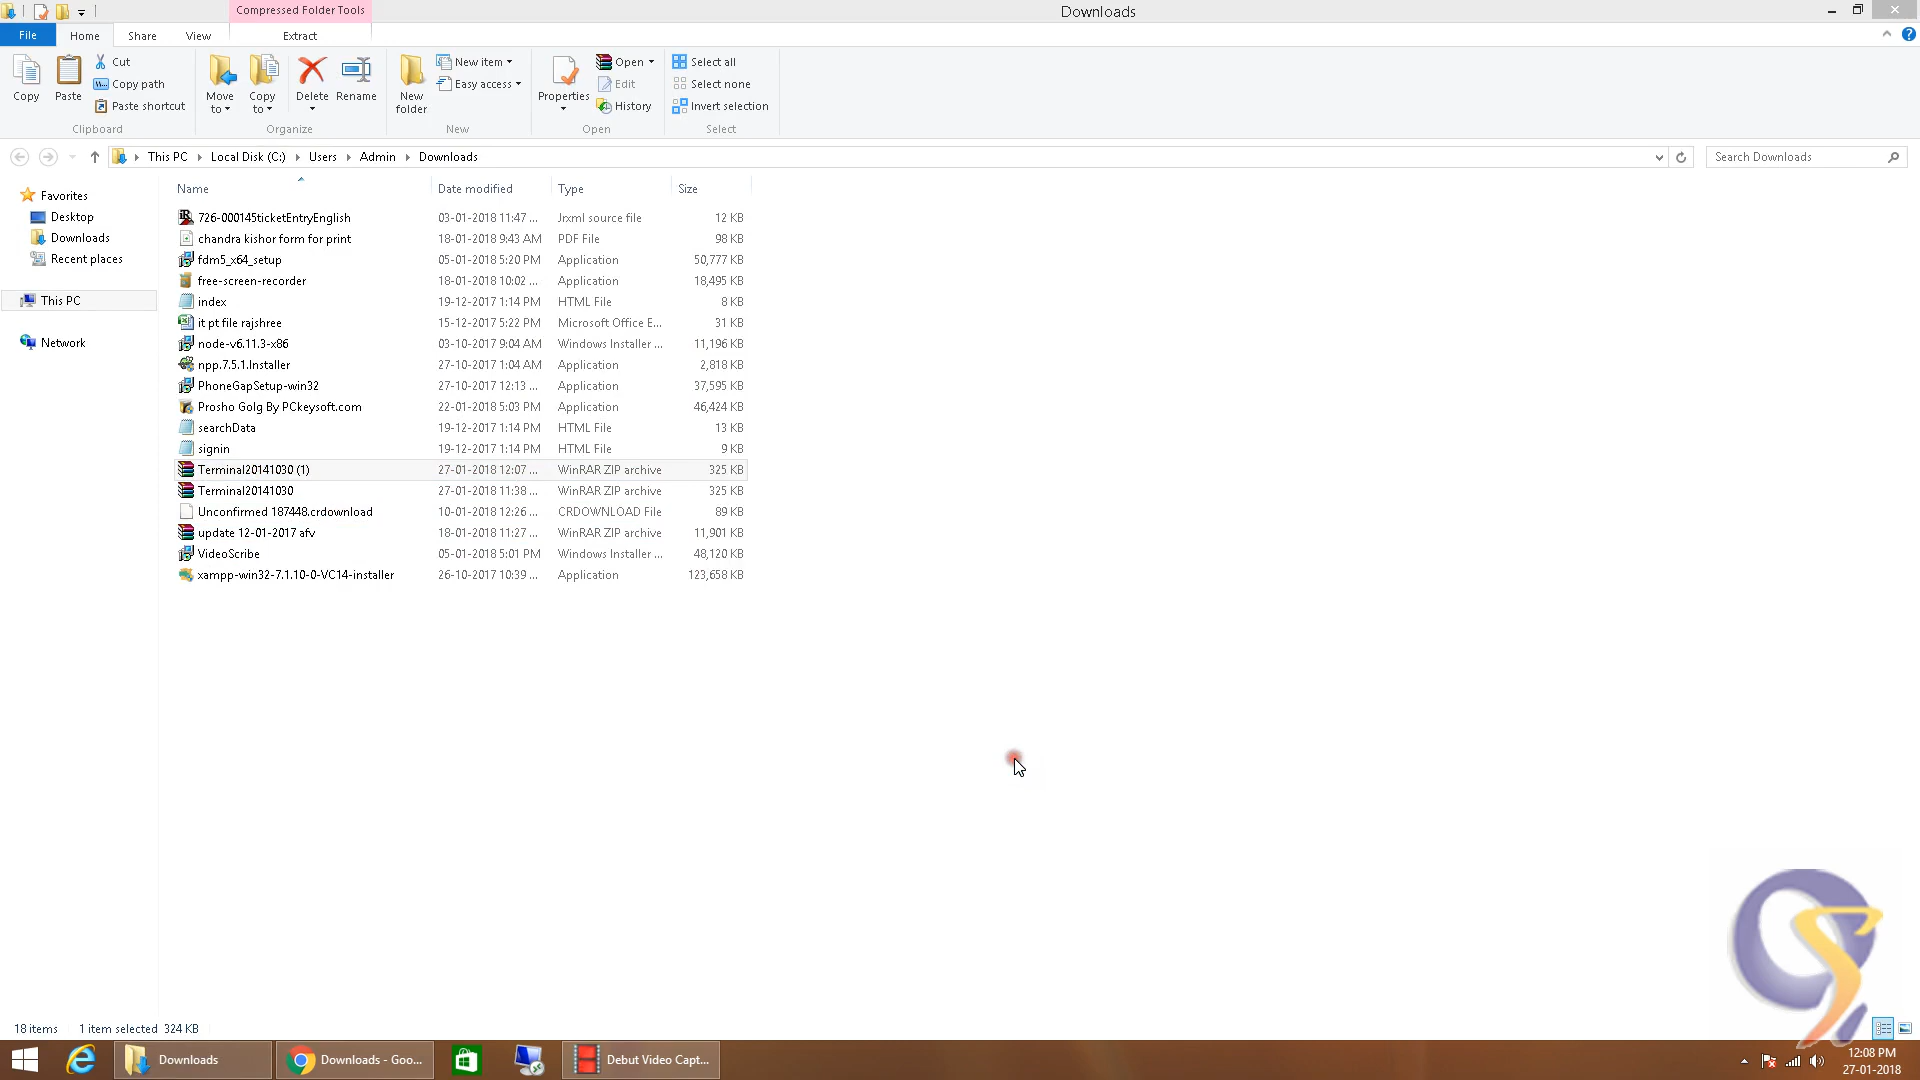 Compressed Folder Tools
Downloads
File Home Share View Extract
Copy Paste Cut Copy path Paste shortcut
Clipboard
Move to Copy to Delete Rename
Organize
New folder New item Easy access
New
Properties Open Edit History
Open
Select all Select none Invert selection
Select
This PC Local Disk (C:) Users Admin Downloads
Search Downloads
Favorites
Desktop
Downloads
Recent places
This PC
Network
Name Date modified Type Size
726-000145ticketEntryEnglish 03-01-2018 11:47 ... Jrxml source file 12 KB
chandra kishor form for print 18-01-2018 9:43 AM PDF File 98 KB
fdm5_x64_setup 05-01-2018 5:20 PM Application 50,777 KB
free-screen-recorder 18-01-2018 10:02 ... Application 18,495 KB
index 19-12-2017 1:14 PM HTML File 8 KB
it pt file rajshree 15-12-2017 5:22 PM Microsoft Office E... 31 KB
node-v6.11.3-x86 03-10-2017 9:04 AM Windows Installer ... 11,196 KB
npp.7.5.1.Installer 27-10-2017 1:04 AM Application 2,818 KB
PhoneGapSetup-win32 27-10-2017 12:13 ... Application 37,595 KB
Prosho Golg By PCkeysoft.com 22-01-2018 5:03 PM Application 46,424 KB
searchData 19-12-2017 1:14 PM HTML File 13 KB
signin 19-12-2017 1:14 PM HTML File 9 KB
Terminal20141030 (1) 27-01-2018 12:07 ... WinRAR ZIP archive 325 KB
Terminal20141030 27-01-2018 11:38 ... WinRAR ZIP archive 325 KB
Unconfirmed 187448.crdownload 10-01-2018 12:26 ... CRDOWNLOAD File 89 KB
update 12-01-2017 afv 18-01-2018 11:27 ... WinRAR ZIP archive 11,901 KB
VideoScribe 05-01-2018 5:01 PM Windows Installer ... 48,120 KB
xampp-win32-7.1.10-0-VC14-installer 26-10-2017 10:39 ... Application 123,658 KB
18 items 1 item selected 324 KB
Downloads Downloads - Goo... Debut Video Capt...
12:08 PM
27-01-2018